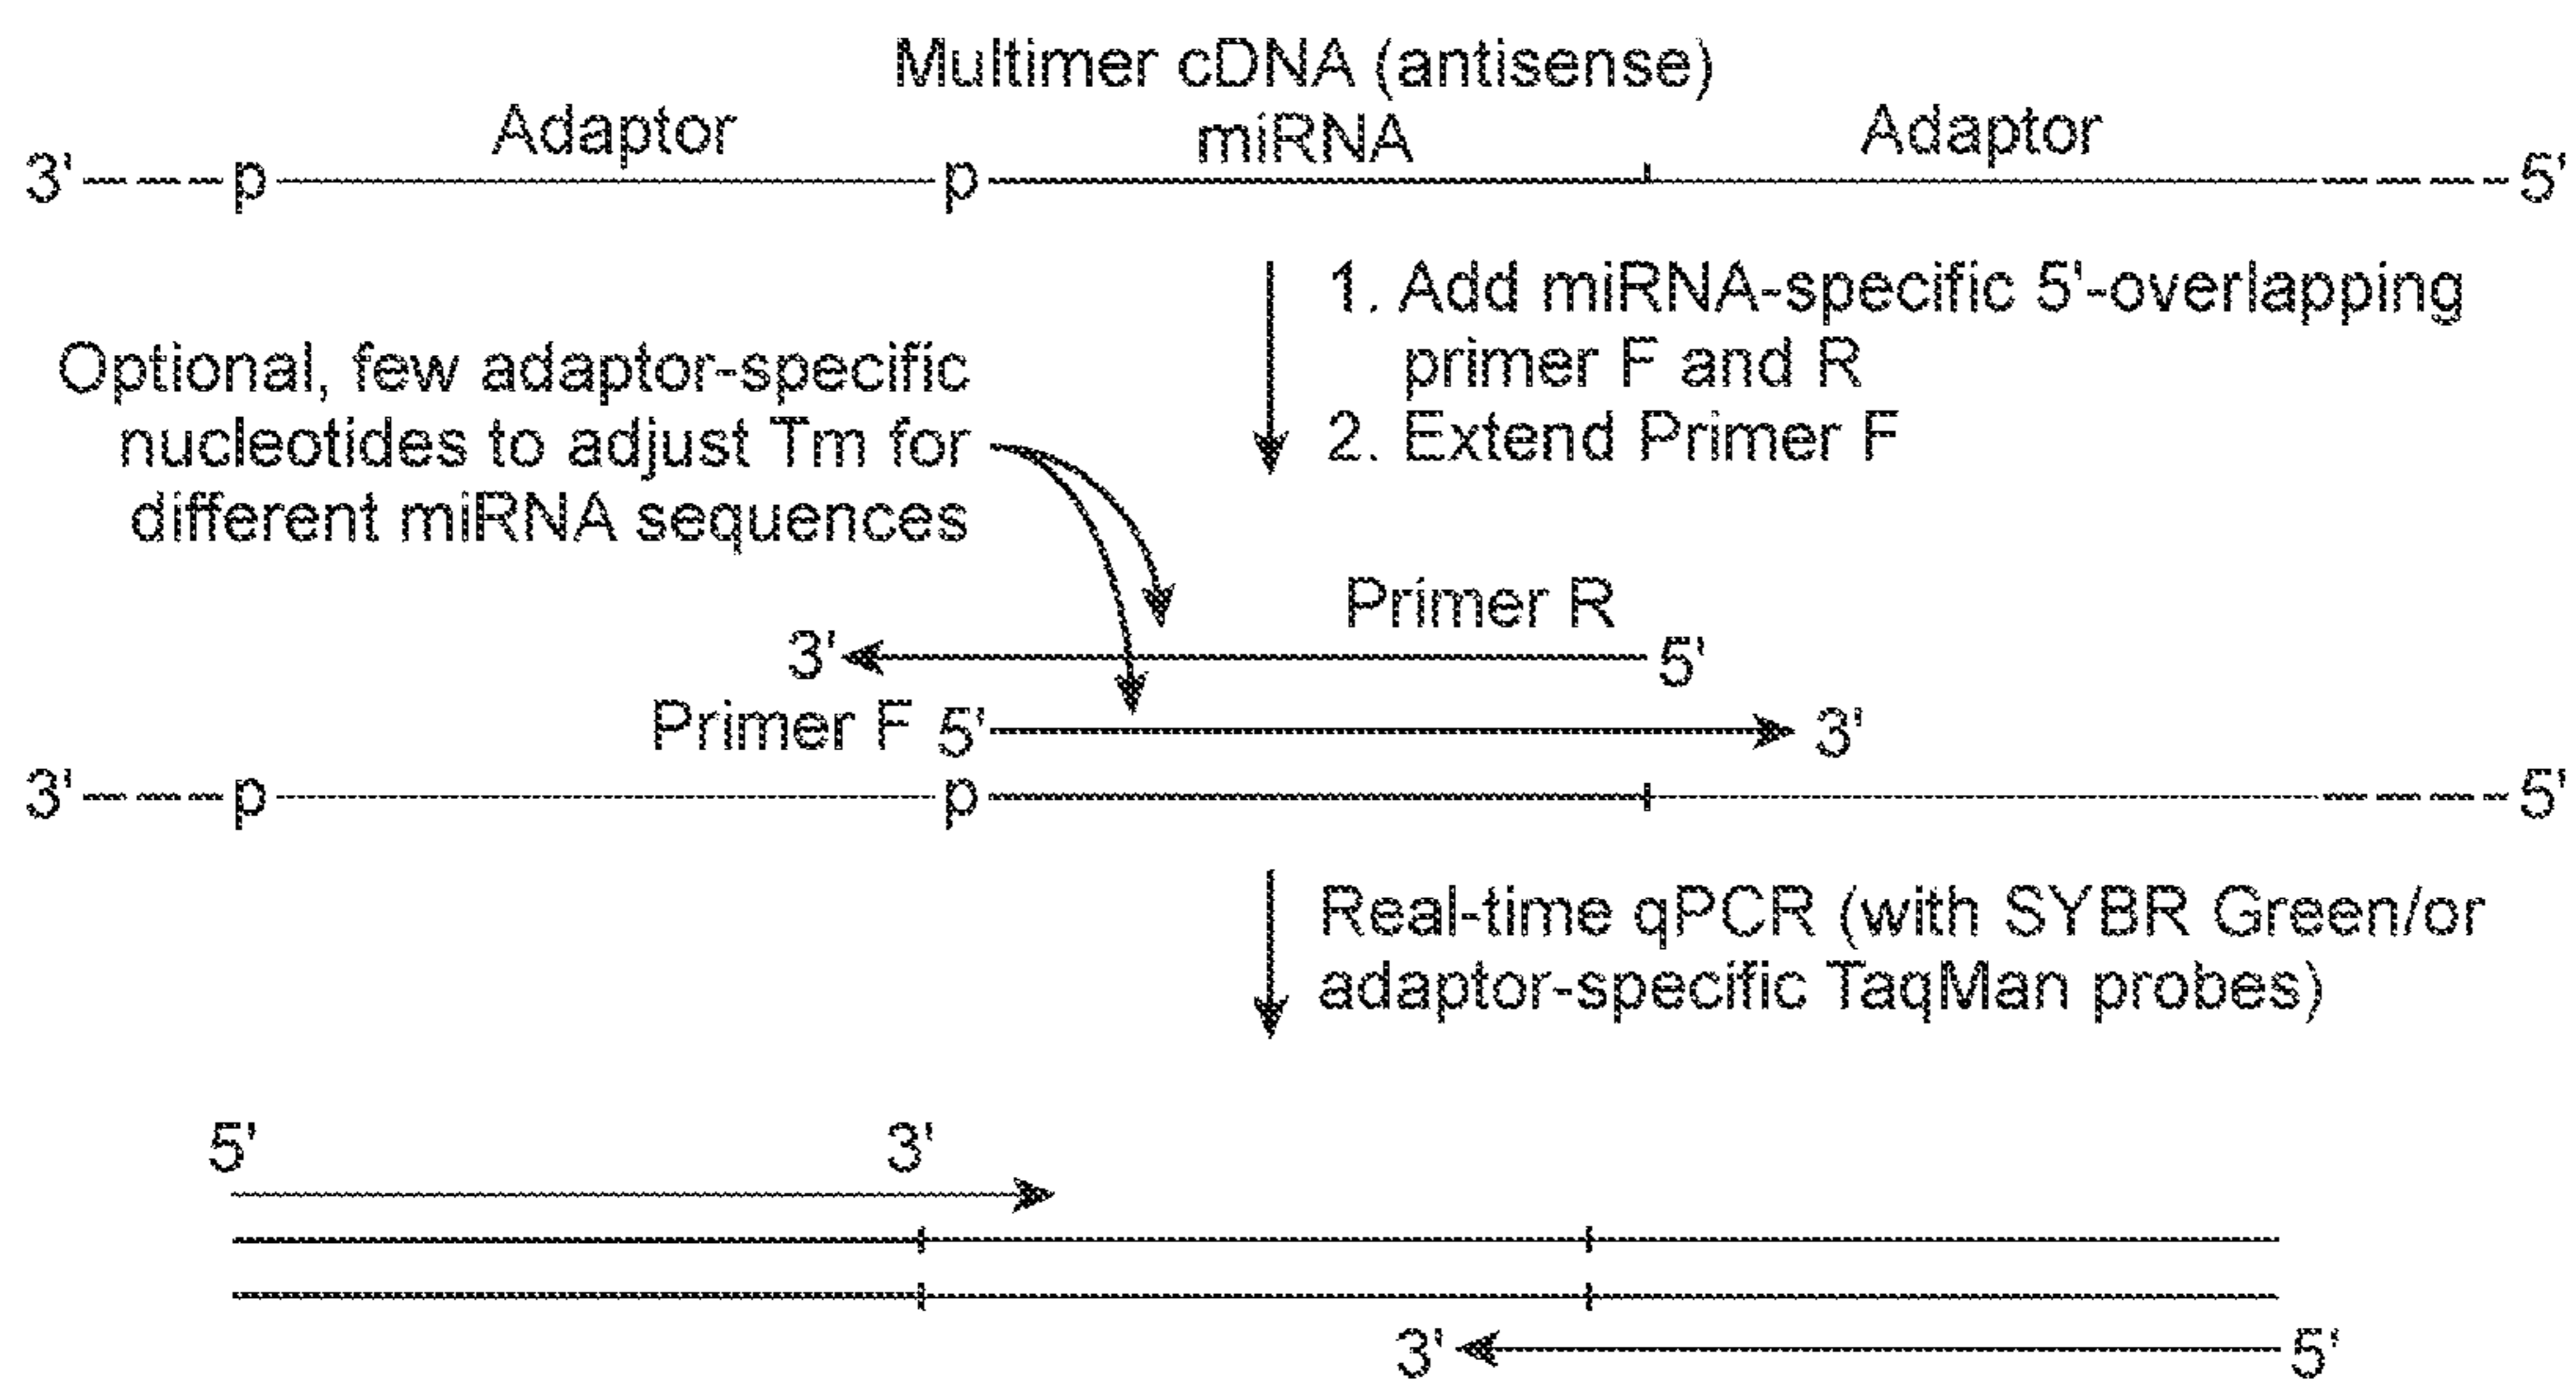 Multimer cDNA (antisense)
Adaptor miRNA Adaptor
3' p p 5'
1. Add miRNA-specific 5'-overlapping
primer F and R
2. Extend Primer F
Optional, few adaptor-specific
nucleotides to adjust Tm for
different miRNA sequences
Primer R
3' 5'
Primer F 5' 3'
3' p p 5'
Real-time qPCR (with SYBR Green/or
adaptor-specific TaqMan probes)
5' 3'
3' 5'